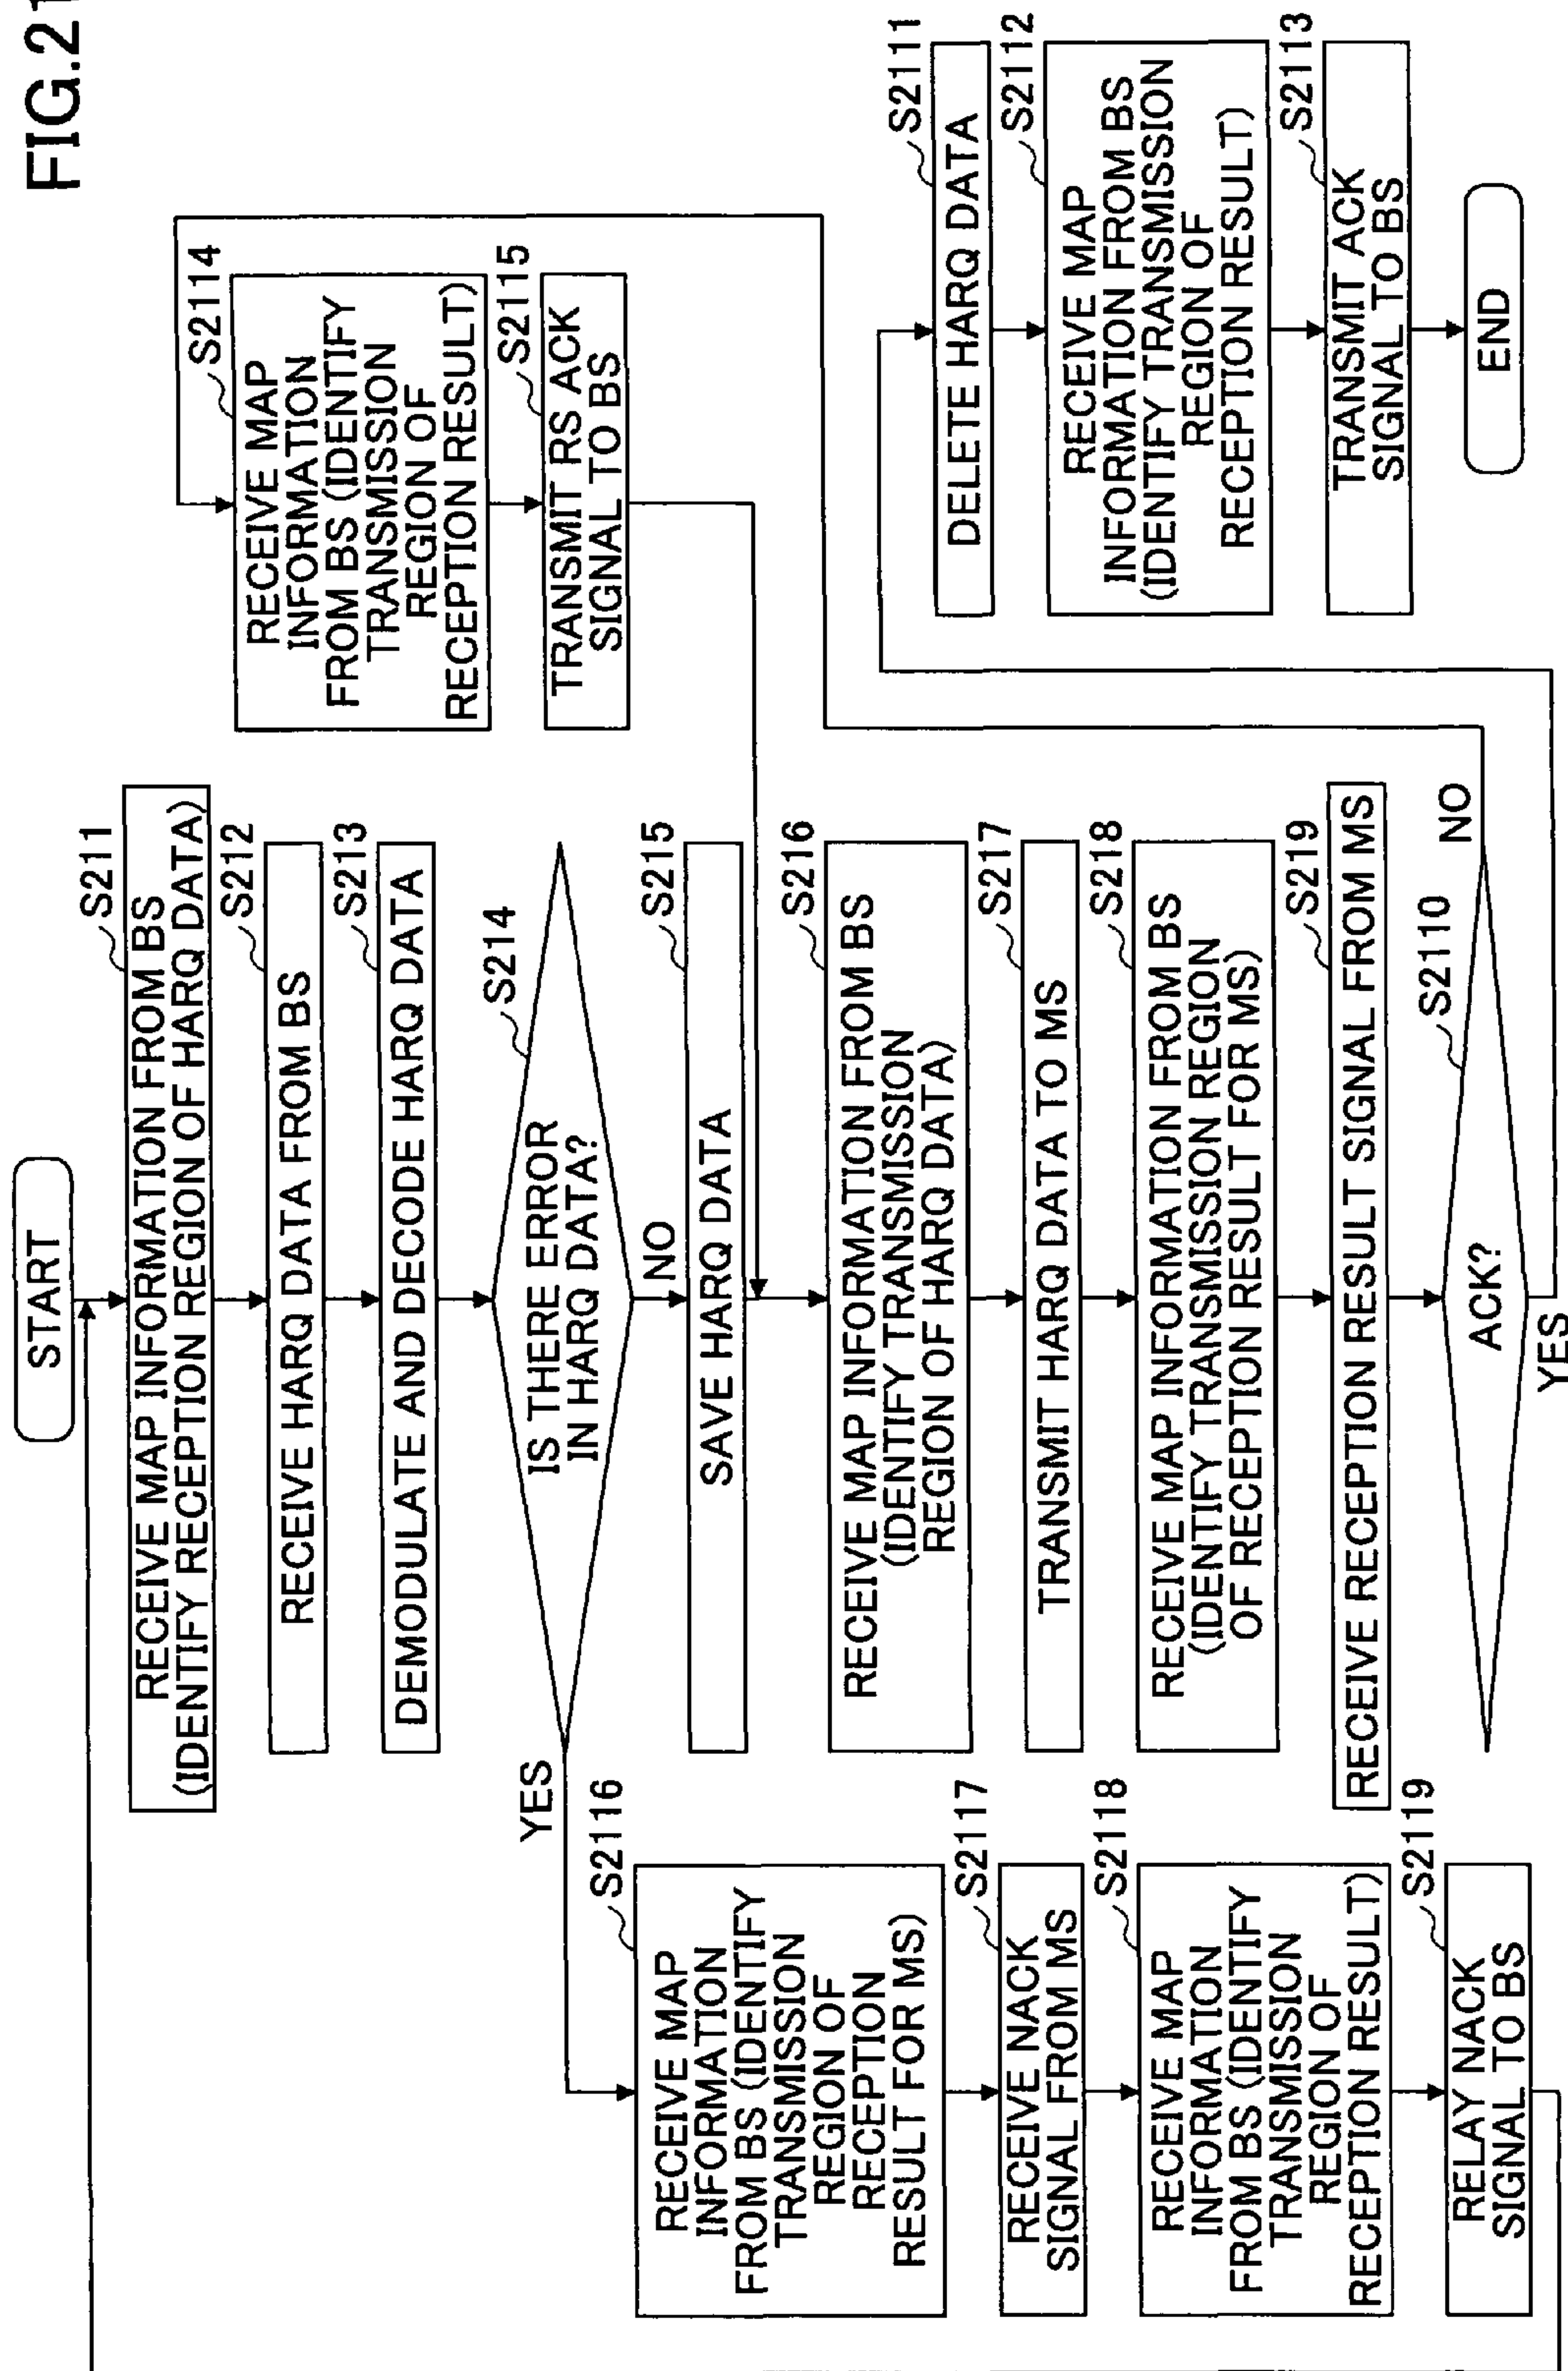 FIG.21
START
S211
RECEIVE MAP INFORMATION FROM BS
(IDENTIFY RECEPTION REGION OF HARQ DATA)
S212
RECEIVE HARQ DATA FROM BS
S213
DEMODULATE AND DECODE HARQ DATA
S214
IS THERE ERROR
IN HARQ DATA?
YES
NO
S215
SAVE HARQ DATA
S216
RECEIVE MAP INFORMATION FROM BS
(IDENTIFY TRANSMISSION
REGION OF HARQ DATA)
S217
TRANSMIT HARQ DATA TO MS
S218
RECEIVE MAP INFORMATION FROM BS
(IDENTIFY TRANSMISSION REGION
OF RECEPTION RESULT FOR MS)
S219
RECEIVE RECEPTION RESULT SIGNAL FROM MS
S2110
ACK?
NO
YES
S2116
RECEIVE MAP
INFORMATION
FROM BS (IDENTIFY
TRANSMISSION
REGION OF
RECEPTION
RESULT FOR MS)
S2117
RECEIVE NACK
SIGNAL FROM MS
S2118
RECEIVE MAP
INFORMATION
FROM BS (IDENTIFY
TRANSMISSION
REGION OF
RECEPTION RESULT)
S2119
RELAY NACK
SIGNAL TO BS
S2114
RECEIVE MAP
INFORMATION
FROM BS (IDENTIFY
TRANSMISSION
REGION OF
RECEPTION RESULT)
S2115
TRANSMIT RS ACK
SIGNAL TO BS
S2111
DELETE HARQ DATA
S2112
RECEIVE MAP
INFORMATION FROM BS
(IDENTIFY TRANSMISSION
REGION OF
RECEPTION RESULT)
S2113
TRANSMIT ACK
SIGNAL TO BS
END